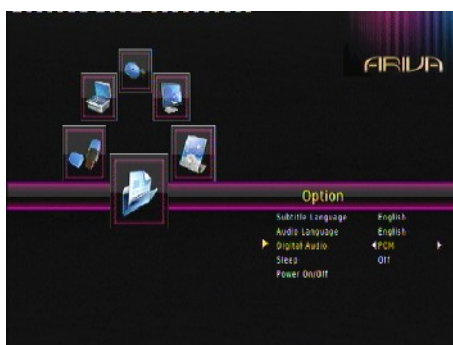 ARIVA
Option
Subtitle Language English
Audio Language English
Digital Audio PCM
Sleep Off
Power On/Off